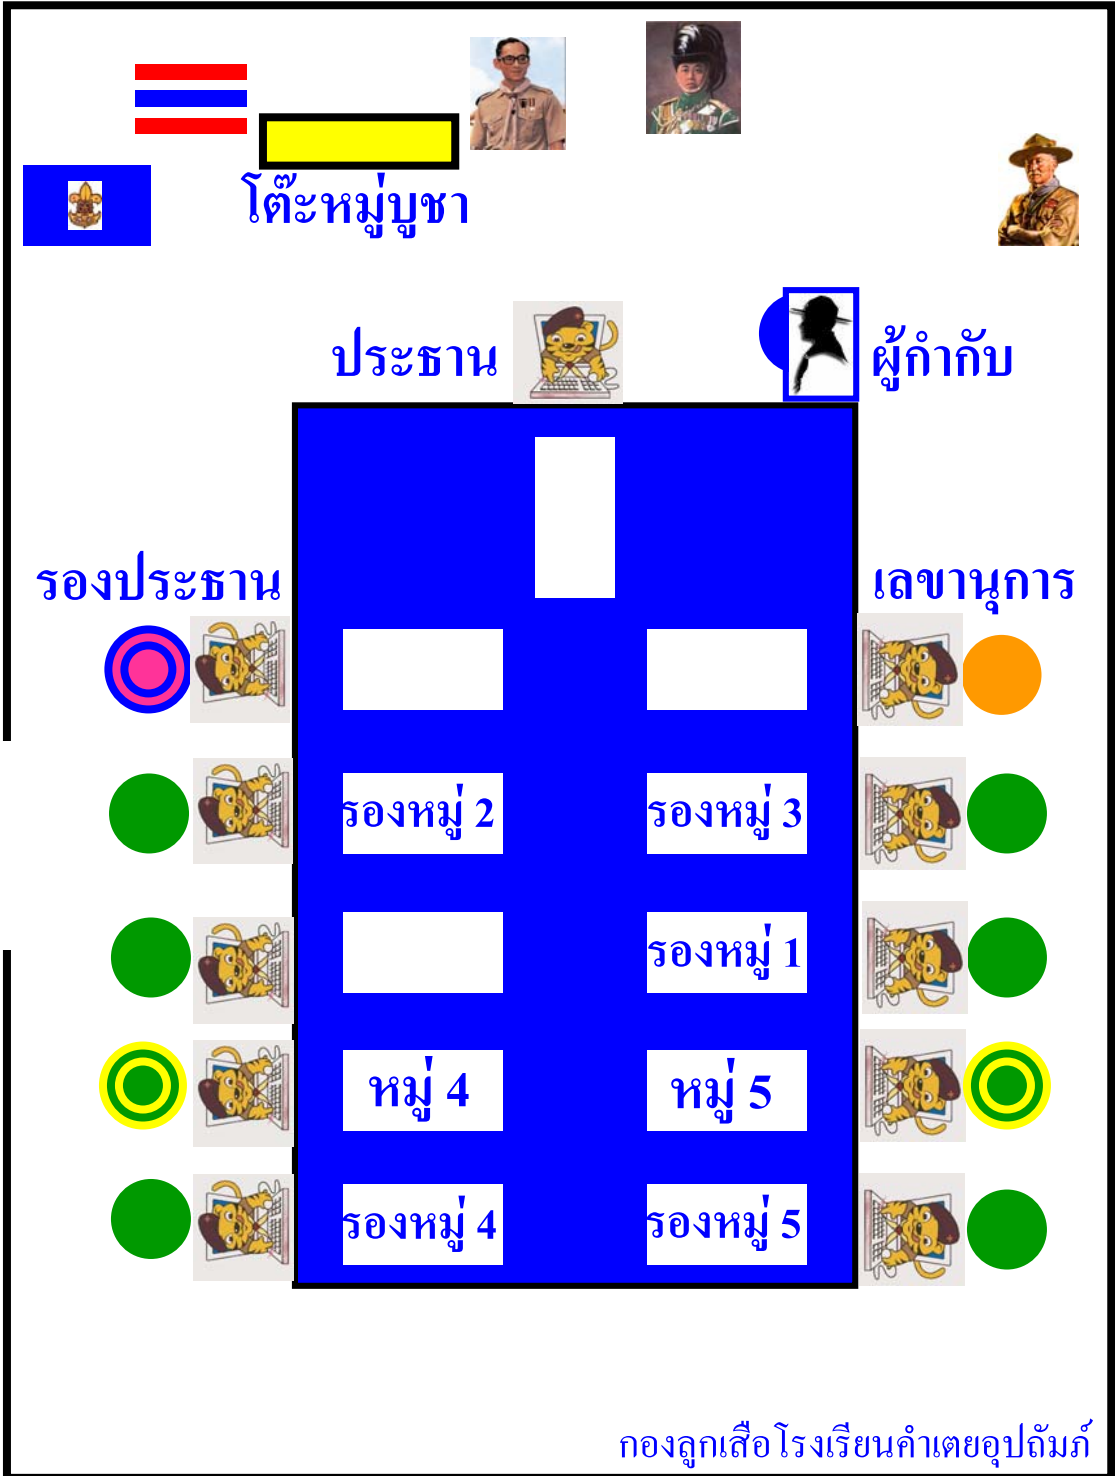 โต๊ะหมู่บูชา
ประธาน
ผู้กำกับ
รองประธาน
เลขานุการ
รองหมู่ 2
รองหมู่ 3
รองหมู่ 1
หมู่ 4
หมู่ 5
รองหมู่ 4
รองหมู่ 5
กองลูกเสือโรงเรียนคำเตยอุปถัมภ์